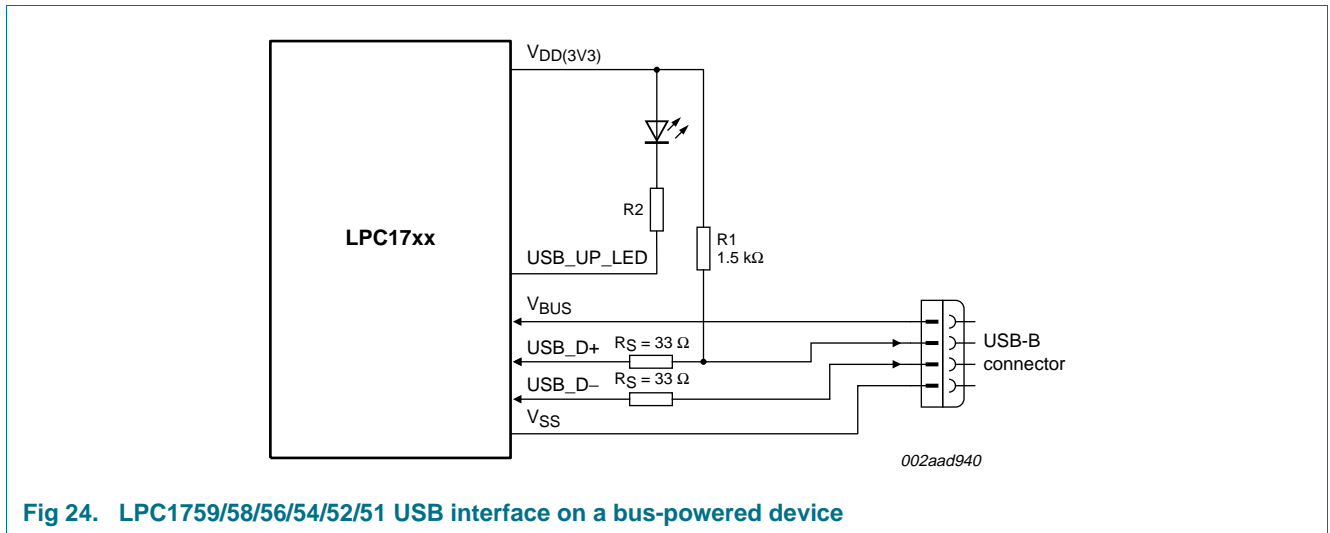 VDD(3V3)
R2
LPC17xx
R1
1.5 kΩ
USB_UP_LED
VBUS
USB_D+ RS = 33 Ω
USB_D− RS = 33 Ω
VSS
USB-B
connector
002aad940
Fig 24. LPC1759/58/56/54/52/51 USB interface on a bus-powered device